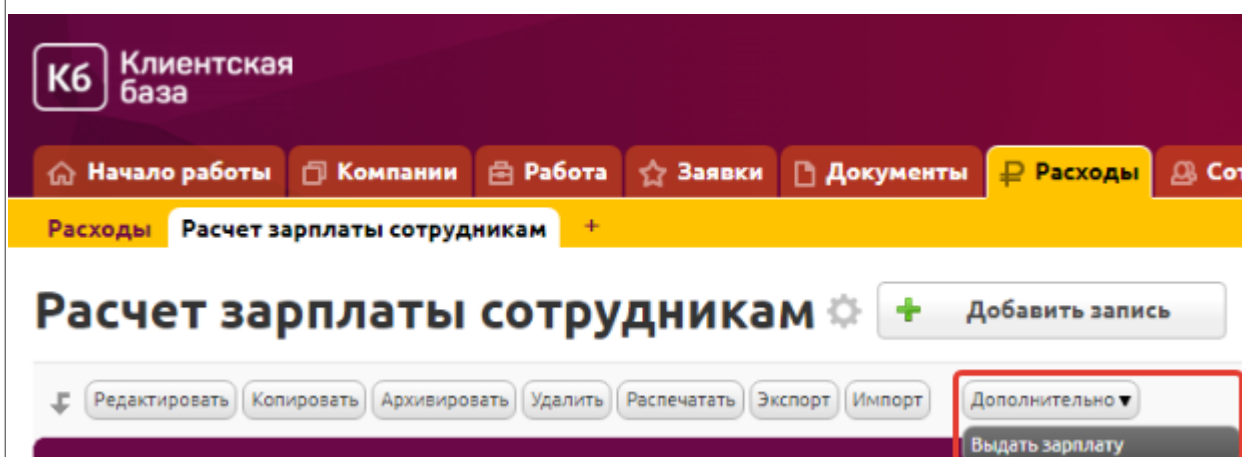 Кб Клиентская
база
Начало работы Компании Работа Заявки Документы Расходы
Расходы Расчет зарплаты сотрудникам +
Расчет зарплаты сотрудникам Добавить запись
Редактировать Копировать Архивировать Удалить Распечатать Экспорт Импорт Дополнительно
Выдать зарплату